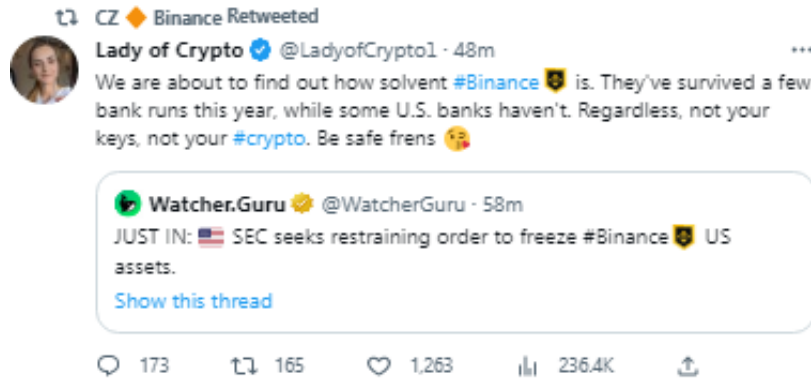 CZ 🔶 Binance Retweeted
Lady of Crypto @LadyofCrypto1 · 48m
We are about to find out how solvent #Binance is. They've survived a few
bank runs this year, while some U.S. banks haven't. Regardless, not your
keys, not your #crypto. Be safe frens 😘
Watcher.Guru @WatcherGuru · 58m
JUST IN: 🇺🇸 SEC seeks restraining order to freeze #Binance US
assets.
Show this thread
173 165 1,263 236.4K